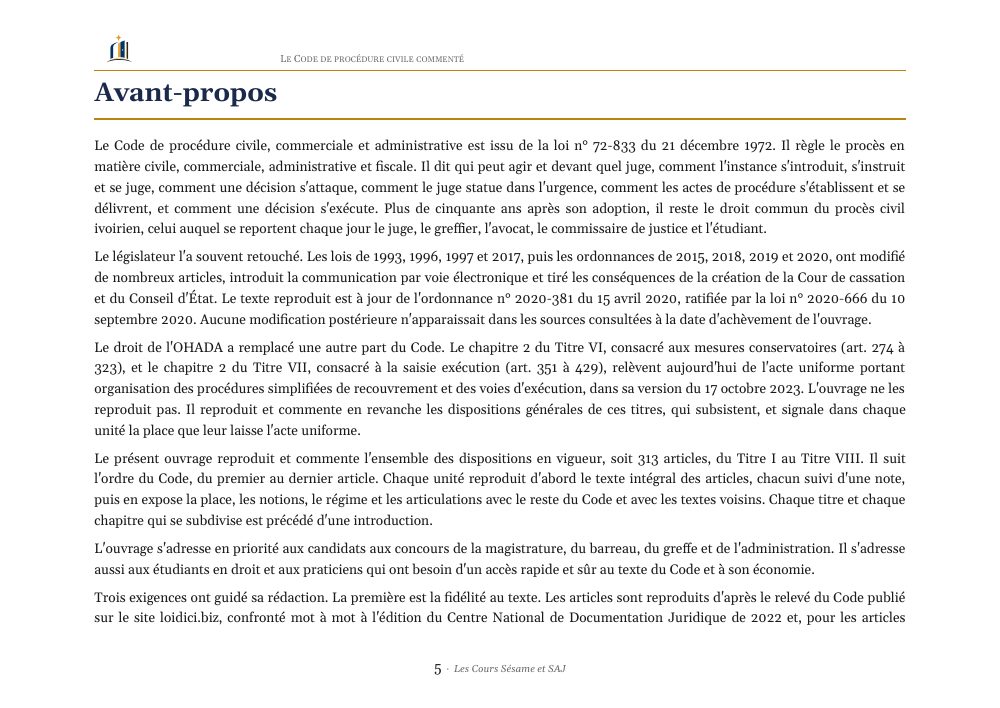 Le Code de procédure civile commenté
Avant-propos
Le Code de procédure civile, commerciale et administrative est issu de la loi n° 72-833 du 21 décembre 1972. Il règle le procès en
matière civile, commerciale, administrative et fiscale. Il dit qui peut agir et devant quel juge, comment l'instance s'introduit, s'instruit
et se juge, comment une décision s'attaque, comment le juge statue dans l'urgence, comment les actes de procédure s'établissent et se
délivrent, et comment une décision s'exécute. Plus de cinquante ans après son adoption, il reste le droit commun du procès civil
ivoirien, celui auquel se reportent chaque jour le juge, le greffier, l'avocat, le commissaire de justice et l'étudiant.
Le législateur l'a souvent retouché. Les lois de 1993, 1996, 1997 et 2017, puis les ordonnances de 2015, 2018, 2019 et 2020, ont modifié
de nombreux articles, introduit la communication par voie électronique et tiré les conséquences de la création de la Cour de cassation
et du Conseil d'État. Le texte reproduit est à jour de l'ordonnance n° 2020-381 du 15 avril 2020, ratifiée par la loi n° 2020-666 du 10
septembre 2020. Aucune modification postérieure n'apparaissait dans les sources consultées à la date d'achèvement de l'ouvrage.
Le droit de l'OHADA a remplacé une autre part du Code. Le chapitre 2 du Titre VI, consacré aux mesures conservatoires (art. 274 à
323), et le chapitre 2 du Titre VII, consacré à la saisie exécution (art. 351 à 429), relèvent aujourd'hui de l'acte uniforme portant
organisation des procédures simplifiées de recouvrement et des voies d'exécution, dans sa version du 17 octobre 2023. L'ouvrage ne les
reproduit pas. Il reproduit et commente en revanche les dispositions générales de ces titres, qui subsistent, et signale dans chaque
unité la place que leur laisse l'acte uniforme.
Le présent ouvrage reproduit et commente l'ensemble des dispositions en vigueur, soit 313 articles, du Titre I au Titre VIII. Il suit
l'ordre du Code, du premier au dernier article. Chaque unité reproduit d'abord le texte intégral des articles, chacun suivi d'une note,
puis en expose la place, les notions, le régime et les articulations avec le reste du Code et avec les textes voisins. Chaque titre et chaque
chapitre qui se subdivise est précédé d'une introduction.
L'ouvrage s'adresse en priorité aux candidats aux concours de la magistrature, du barreau, du greffe et de l'administration. Il s'adresse
aussi aux étudiants en droit et aux praticiens qui ont besoin d'un accès rapide et sûr au texte du Code et à son économie.
Trois exigences ont guidé sa rédaction. La première est la fidélité au texte. Les articles sont reproduits d'après le relevé du Code publié
sur le site loidici.biz, confronté mot à mot à l'édition du Centre National de Documentation Juridique de 2022 et, pour les articles
5 · Les Cours Sésame et SAJ